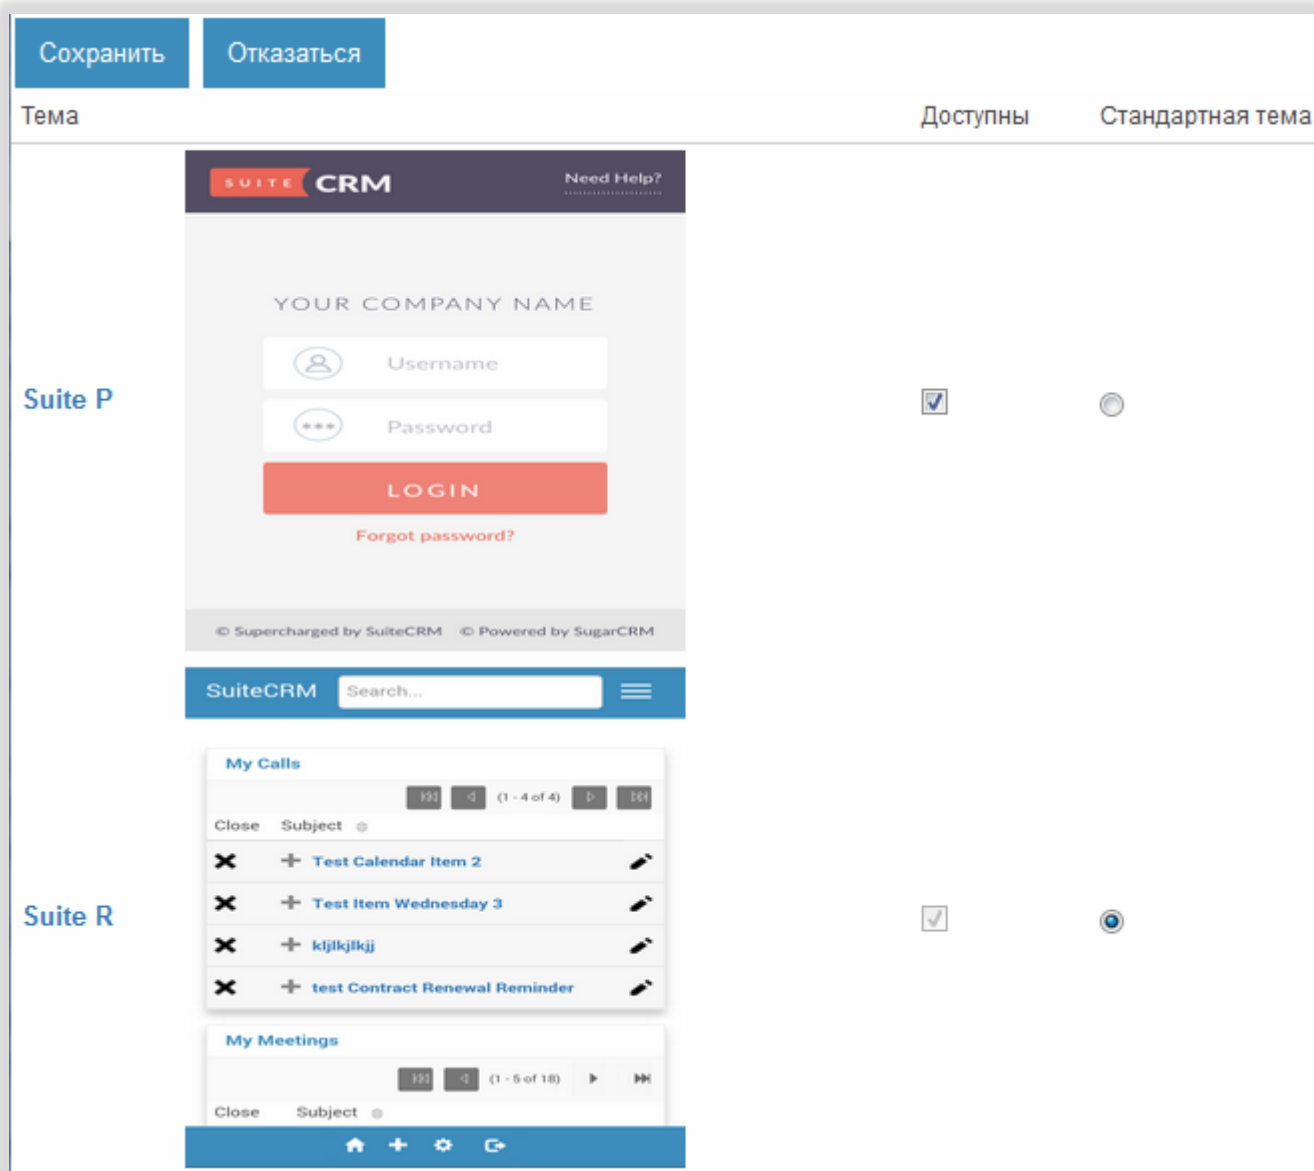 Сохранить Отказаться
Тема Доступны Стандартная тема
SUITE CRM Need Help?
YOUR COMPANY NAME
Username
Suite P
Password
LOGIN
Forgot password?
© Supercharged by SuiteCRM © Powered by SugarCRM
SuiteCRM Search...
My Calls
(1 - 4 of 4)
Close Subject
Test Calendar Item 2
Test Item Wednesday 3
Suite R
kljlkjlkjj
test Contract Renewal Reminder
My Meetings
(1 - 5 of 18)
Close Subject